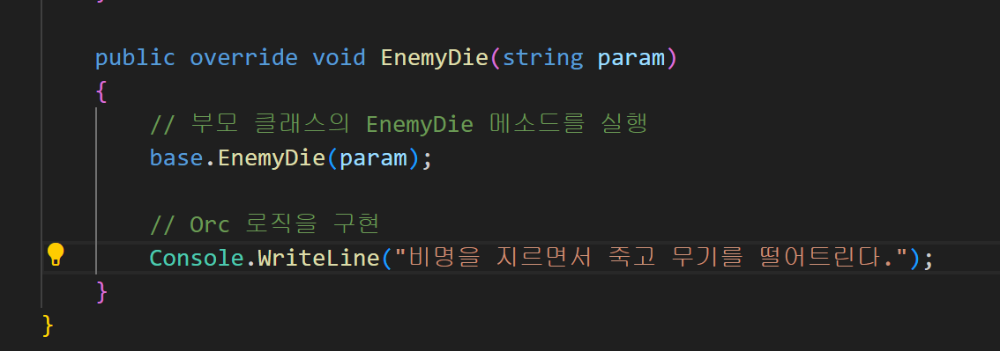 }
public override void EnemyDie(string param)
{
// 부모 클래스의 EnemyDie 메소드를 실행
base.EnemyDie(param);
// Orc 로직을 구현
Console.WriteLine("비명을 지르면서 죽고 무기를 떨어트린다.");
}
}